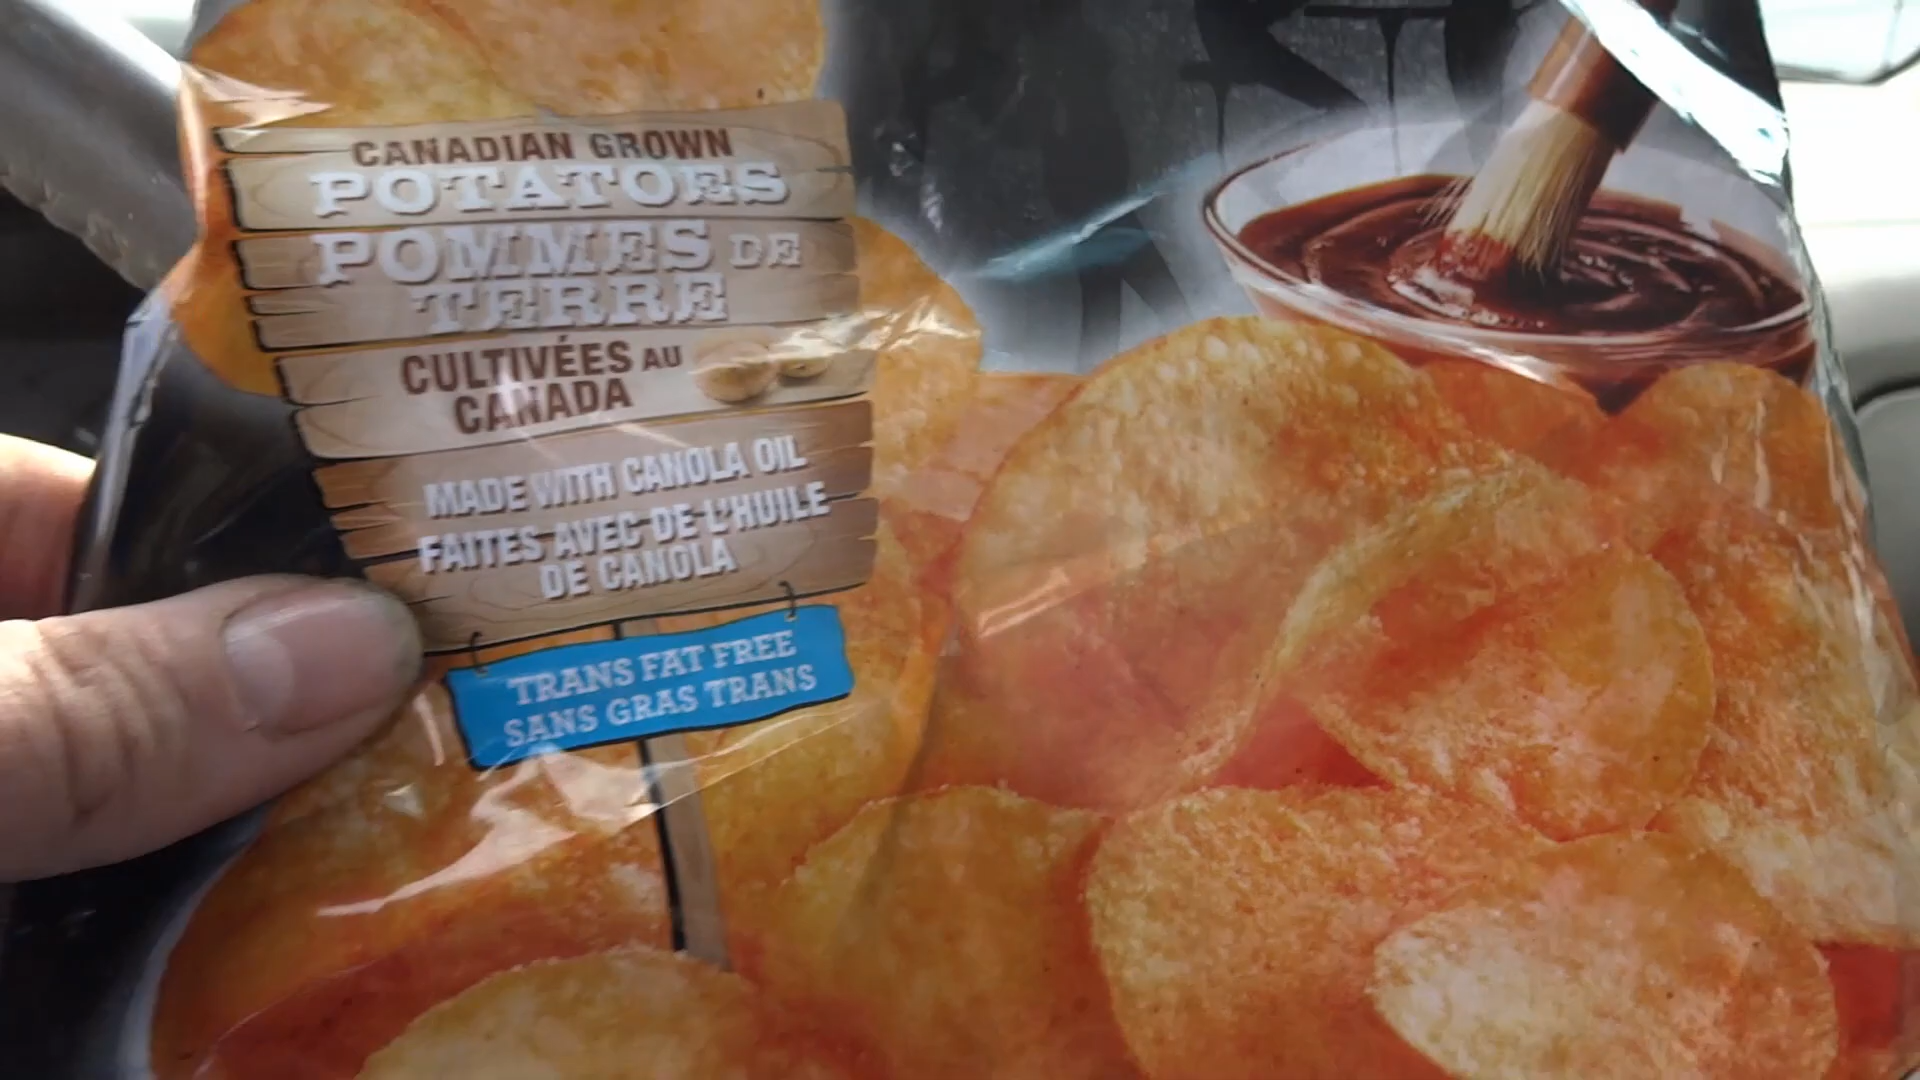 CANADIAN GROWN
POTATOES
POMMES DE
TERRE
CULTIVÉES AU
CANADA
MADE WITH CANOLA OIL
FAITES AVEC DE L'HUILE
DE CANOLA
TRANS FAT FREE
SANS GRAS TRANS